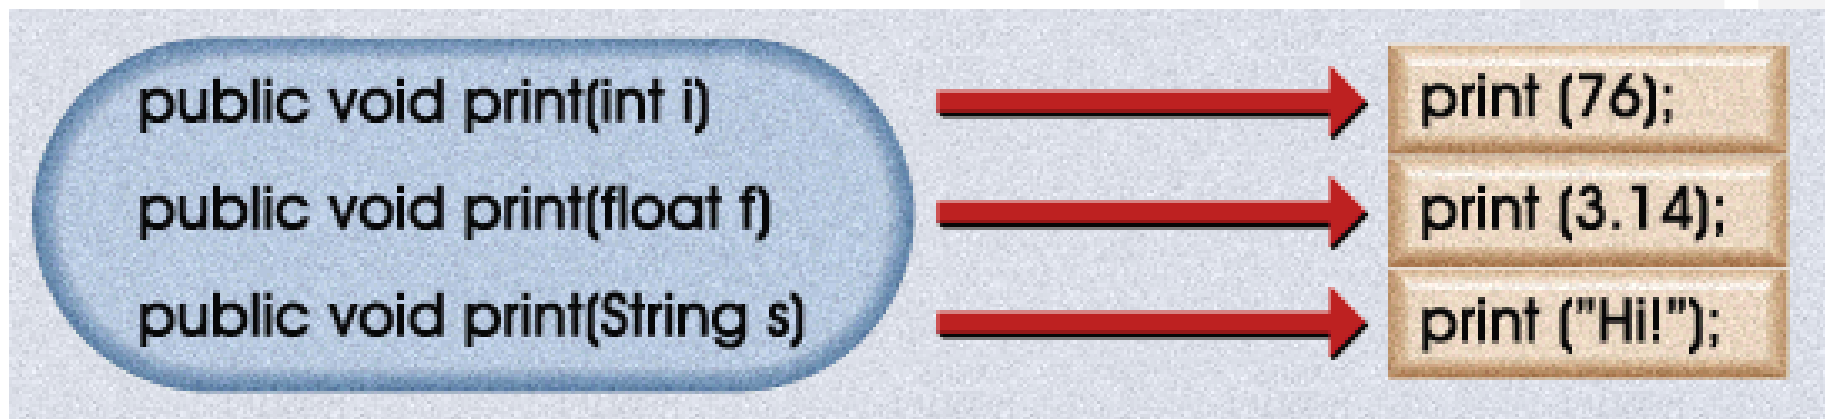 public void print(int i)
print (76);
public void print(float f)
print (3.14);
public void print(String s)
print ("Hi!");